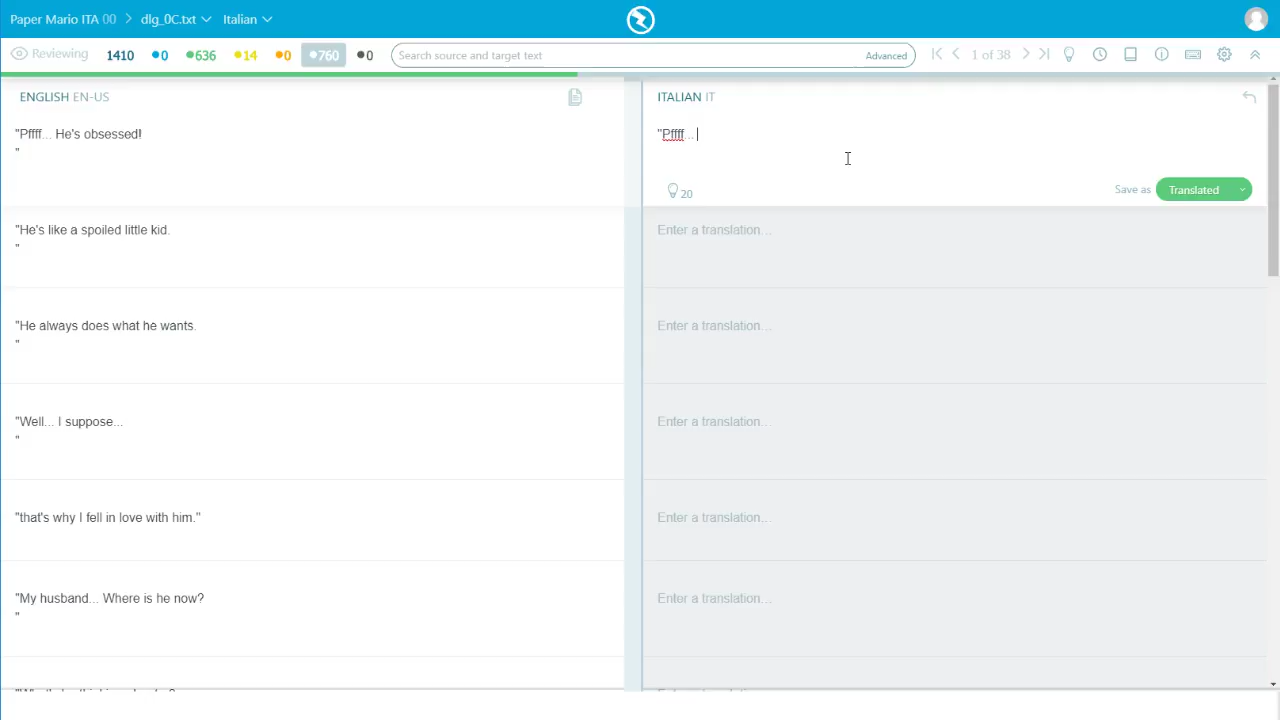 Paper Mario ITA 00 > dlg_0C.txt Italian
Reviewing 1410 0 636 14 0 760 0 Search source and target text Advanced 1 of 38
ENGLISH EN-US
ITALIAN IT
"Pffff... He's obsessed!
"
"Pffff...
20
Save as Translated
"He's like a spoiled little kid.
"
Enter a translation...
"He always does what he wants.
"
Enter a translation...
"Well... I suppose...
"
Enter a translation...
"that's why I fell in love with him."
Enter a translation...
"My husband... Where is he now?
"
Enter a translation...